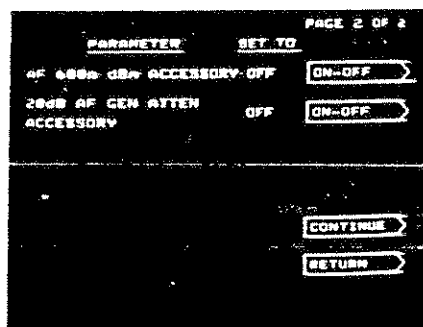 PAGE 2 OF 2
PARAMETER SET TO
AF 600Ω dBm ACCESSORY OFF ON-OFF
20dB AF GEN ATTEN ACCESSORY OFF ON-OFF
CONTINUE
RETURN